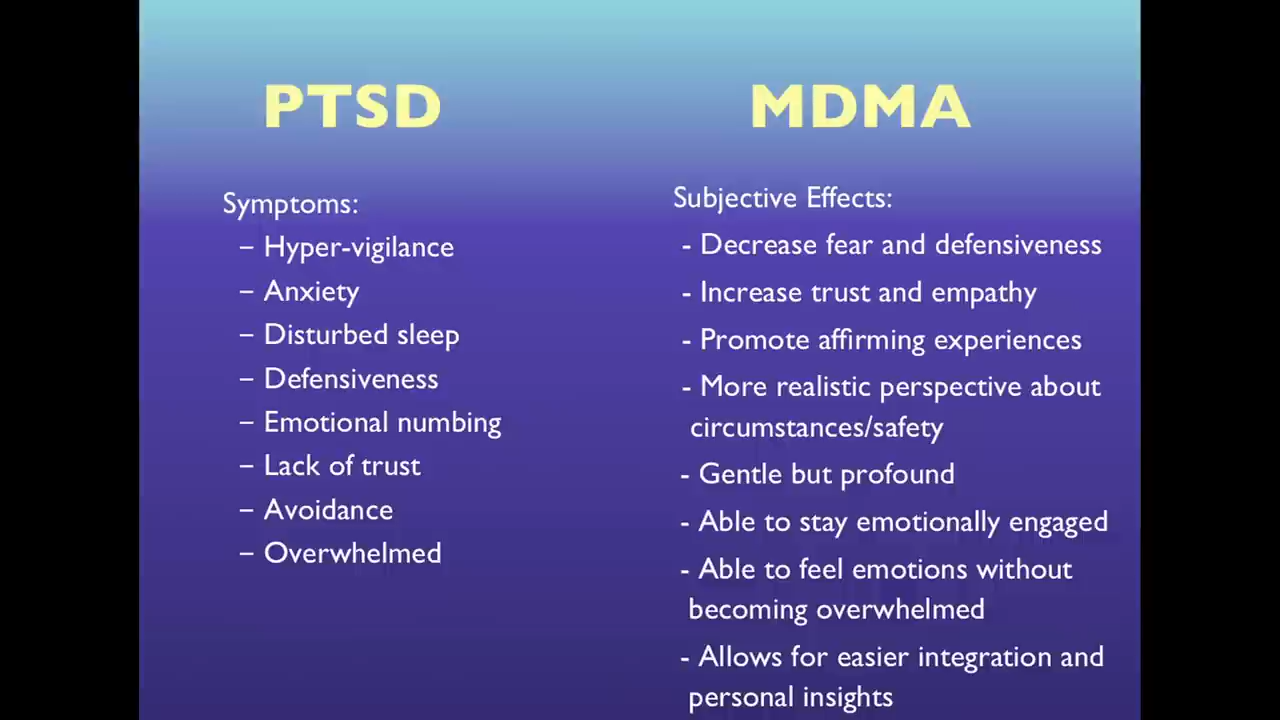 PTSD
Symptoms:
– Hyper-vigilance
– Anxiety
– Disturbed sleep
– Defensiveness
– Emotional numbing
– Lack of trust
– Avoidance
– Overwhelmed
MDMA
Subjective Effects:
- Decrease fear and defensiveness
- Increase trust and empathy
- Promote affirming experiences
- More realistic perspective about
circumstances/safety
- Gentle but profound
- Able to stay emotionally engaged
- Able to feel emotions without
becoming overwhelmed
- Allows for easier integration and
personal insights